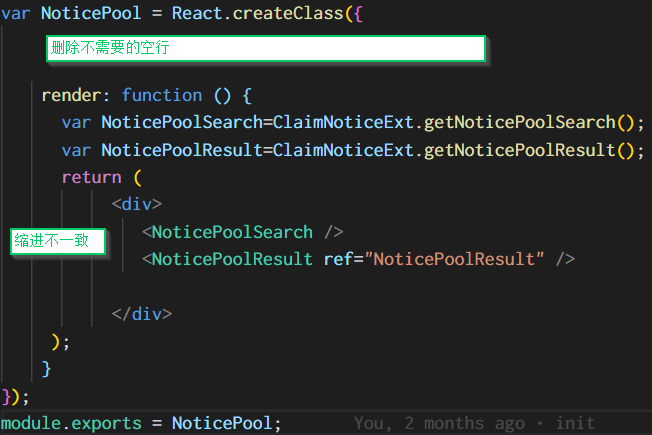 var NoticePool = React.createClass({
删除不需要的空行
render: function () {
var NoticePoolSearch=ClaimNoticeExt.getNoticePoolSearch();
var NoticePoolResult=ClaimNoticeExt.getNoticePoolResult();
return (
<div>
缩进不一致
<NoticePoolSearch />
<NoticePoolResult ref="NoticePoolResult" />
</div>
);
}
});
module.exports = NoticePool; You, 2 months ago • init